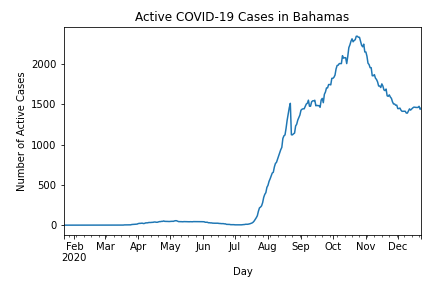 Active COVID-19 Cases in Bahamas
Number of Active Cases
2000
1500
1000
500
0
Feb Mar Apr May Jun Jul Aug Sep Oct Nov Dec
2020
Day